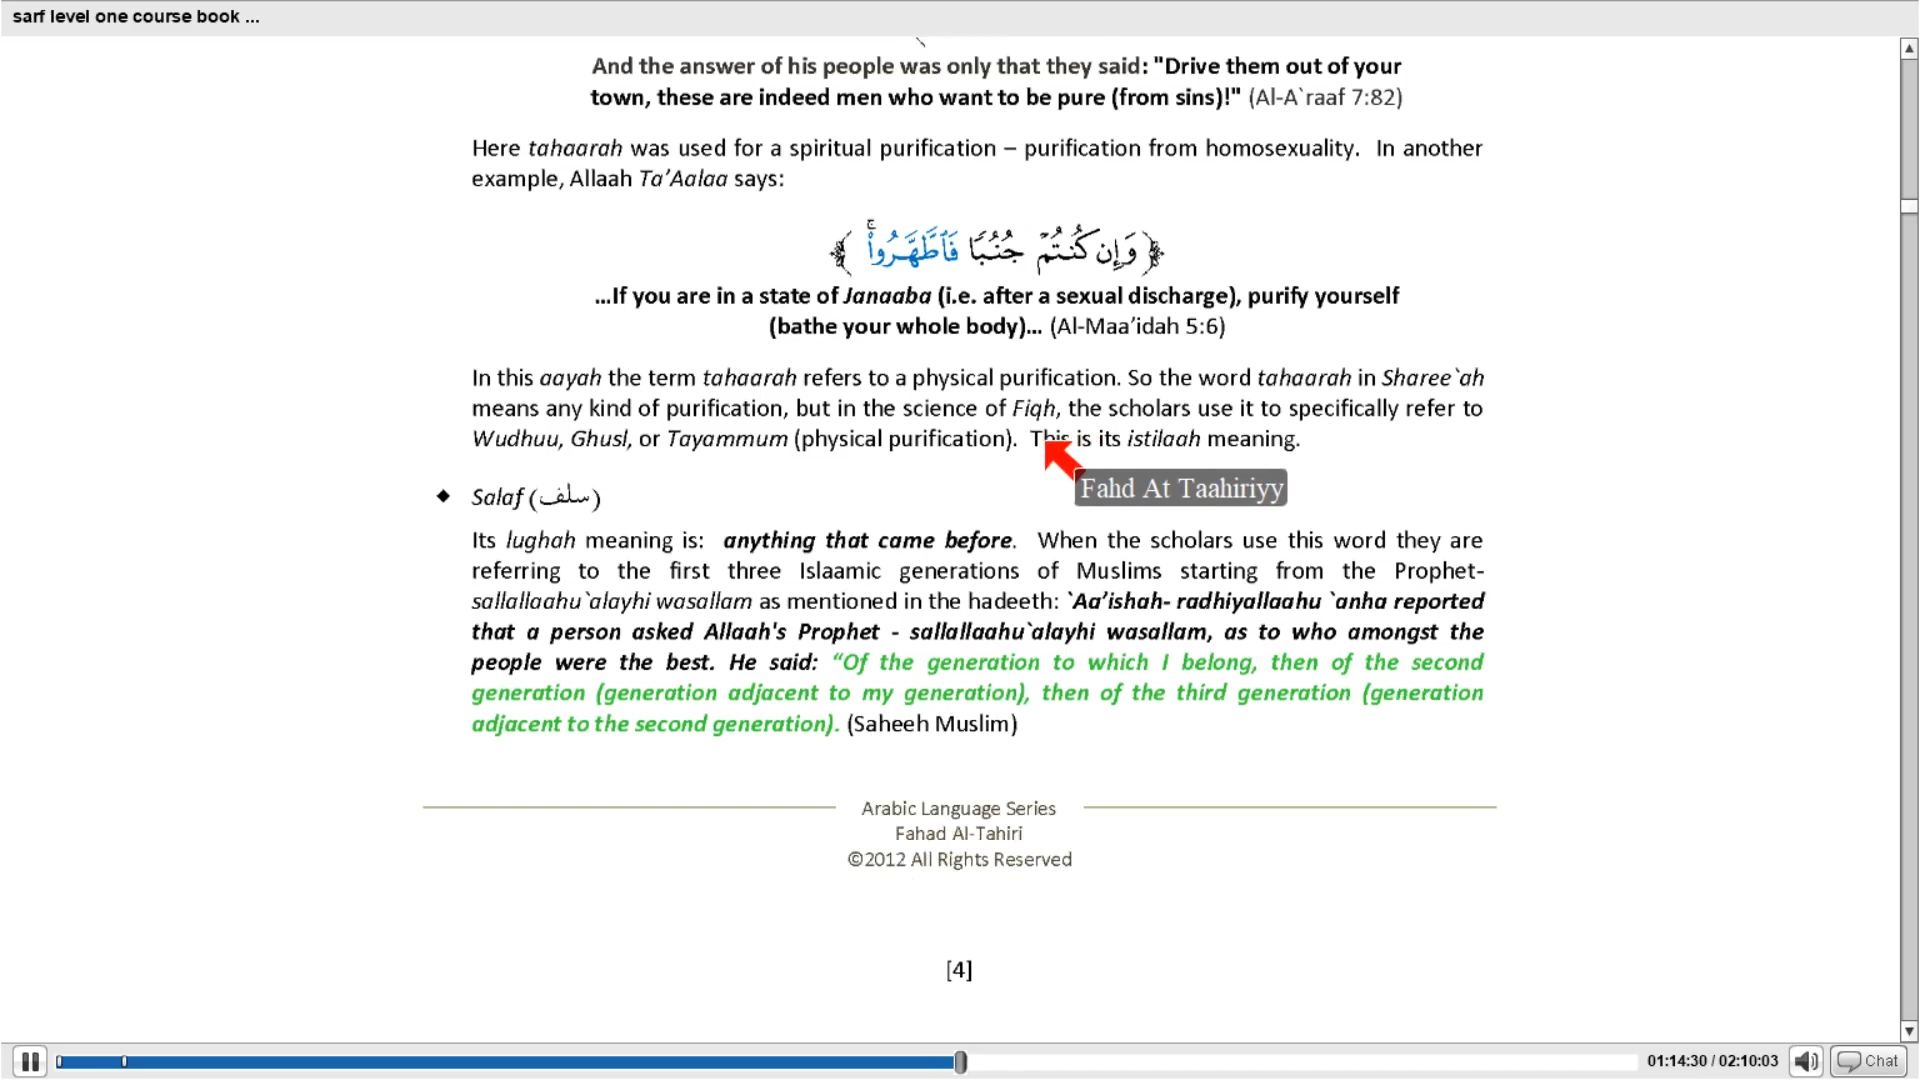 sarf level one course book ...
And the answer of his people was only that they said: "Drive them out of your
town, these are indeed men who want to be pure (from sins)!" (Al-A`raaf 7:82)
Here tahaarah was used for a spiritual purification – purification from homosexuality. In another
example, Allaah Ta’Aalaa says:
﴿ وَإِن كُنتُمْ جُنُبًا فَٱطَّهَّرُوا۟ ۚ ﴾
...If you are in a state of Janaaba (i.e. after a sexual discharge), purify yourself
(bathe your whole body)... (Al-Maa’idah 5:6)
In this aayah the term tahaarah refers to a physical purification. So the word tahaarah in Sharee`ah
means any kind of purification, but in the science of Fiqh, the scholars use it to specifically refer to
Wudhuu, Ghusl, or Tayammum (physical purification). This is its istilaah meaning.
Fahd At Taahiriyy
◆ Salaf (سلف)
Its lughah meaning is: anything that came before. When the scholars use this word they are
referring to the first three Islaamic generations of Muslims starting from the Prophet-
sallallaahu`alayhi wasallam as mentioned in the hadeeth: `Aa’ishah- radhiyallaahu `anha reported
that a person asked Allaah's Prophet - sallallaahu`alayhi wasallam, as to who amongst the
people were the best. He said: “Of the generation to which I belong, then of the second
generation (generation adjacent to my generation), then of the third generation (generation
adjacent to the second generation). (Saheeh Muslim)
Arabic Language Series
Fahad Al-Tahiri
©2012 All Rights Reserved
[4]
01:14:30 / 02:10:03
Chat